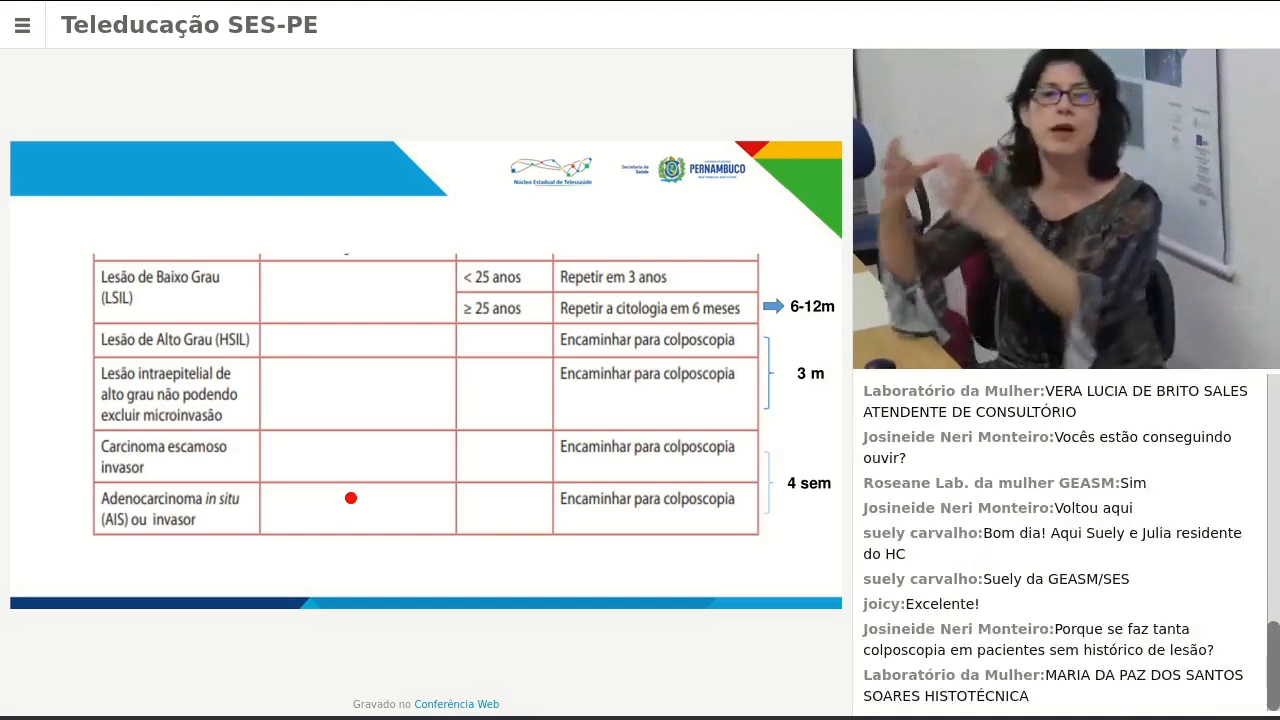 Teleducação SES-PE
Núcleo Estadual de Telessaúde
Secretaria de
Saúde
PERNAMBUCO
Lesão de Baixo Grau
(LSIL)
< 25 anos
Repetir em 3 anos
≥ 25 anos
Repetir a citologia em 6 meses
6-12m
Lesão de Alto Grau (HSIL)
Encaminhar para colposcopia
Lesão intraepitelial de
alto grau não podendo
excluir microinvasão
Encaminhar para colposcopia
3 m
Carcinoma escamoso
invasor
Encaminhar para colposcopia
4 sem
Adenocarcinoma in situ
(AIS) ou invasor
Encaminhar para colposcopia
Gravado no Conferência Web
Laboratório da Mulher:VERA LUCIA DE BRITO SALES
ATENDENTE DE CONSULTÓRIO
Josineide Neri Monteiro:Vocês estão conseguindo
ouvir?
Roseane Lab. da mulher GEASM:Sim
Josineide Neri Monteiro:Voltou aqui
suely carvalho:Bom dia! Aqui Suely e Julia residente
do HC
suely carvalho:Suely da GEASM/SES
joicy:Excelente!
Josineide Neri Monteiro:Porque se faz tanta
colposcopia em pacientes sem histórico de lesão?
Laboratório da Mulher:MARIA DA PAZ DOS SANTOS
SOARES HISTOTÉCNICA